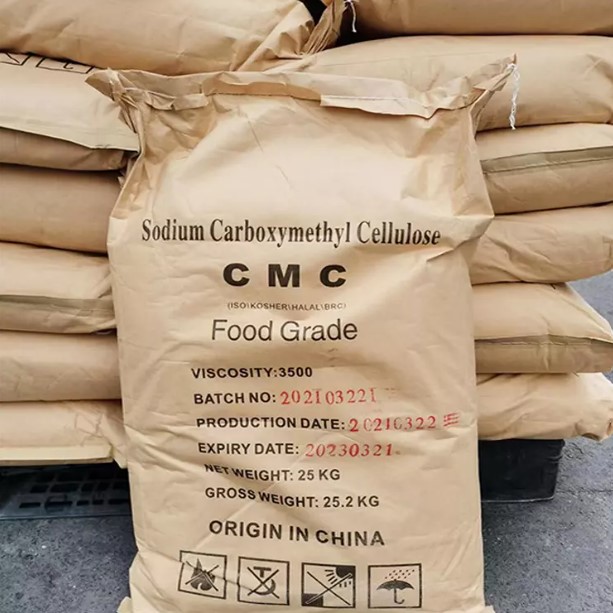 Sodium Carboxymethyl Cellulose
CMC
(ISO\KOSHER\HALAL\BRC)
Food Grade
VISCOSITY:3500
BATCH NO: 202103221
PRODUCTION DATE: 20210322
EXPIRY DATE: 20230321
NET WEIGHT: 25 KG
GROSS WEIGHT: 25.2 KG
ORIGIN IN CHINA